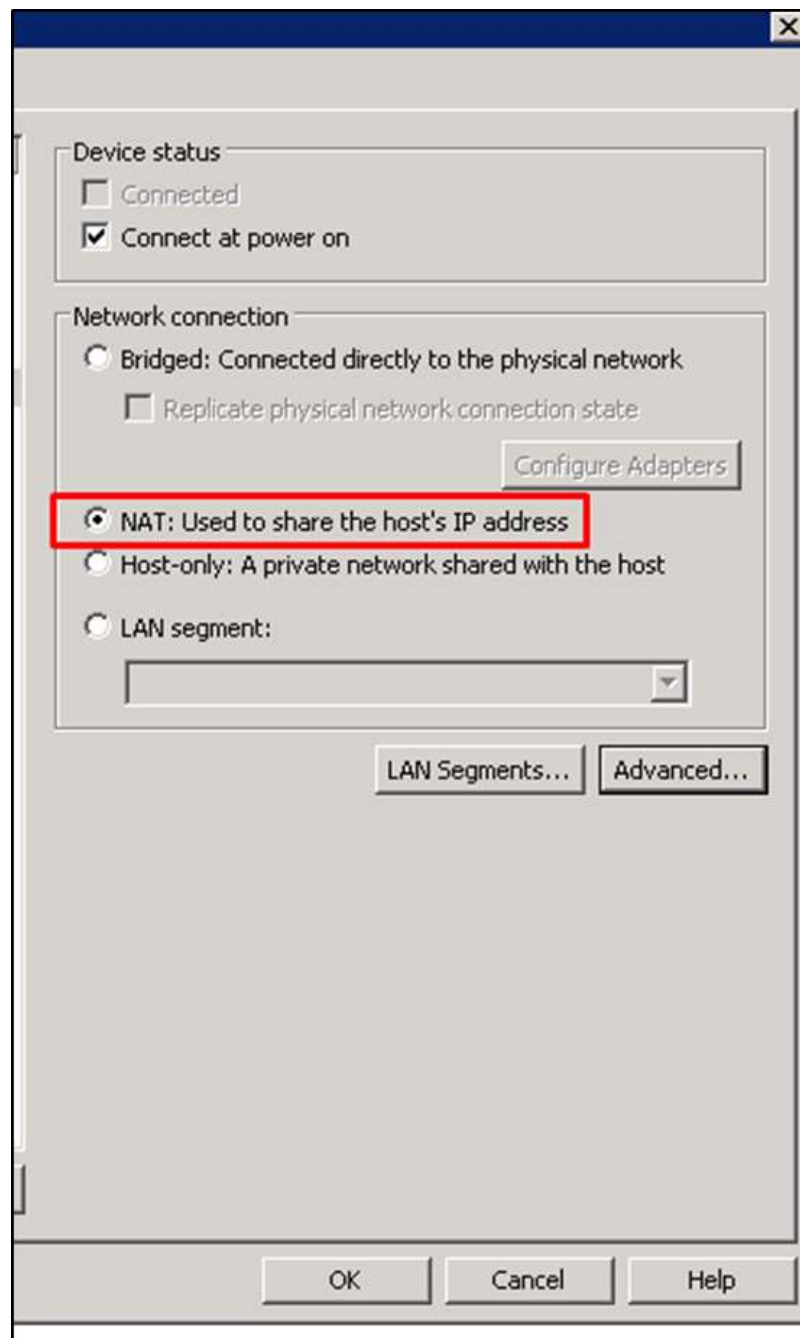 Device status
Connected
Connect at power on
Network connection
Bridged: Connected directly to the physical network
Replicate physical network connection state
Configure Adapters
NAT: Used to share the host's IP address
Host-only: A private network shared with the host
LAN segment:
LAN Segments... Advanced...
OK Cancel Help